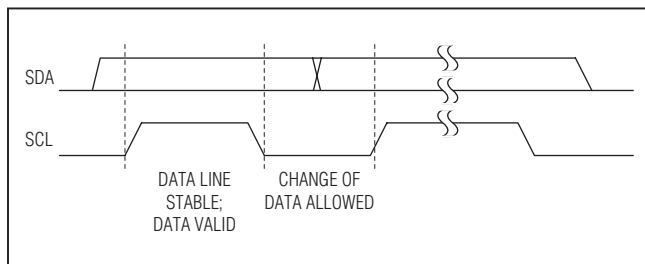 SDA
SCL
DATA LINE
STABLE;
DATA VALID
CHANGE OF
DATA ALLOWED